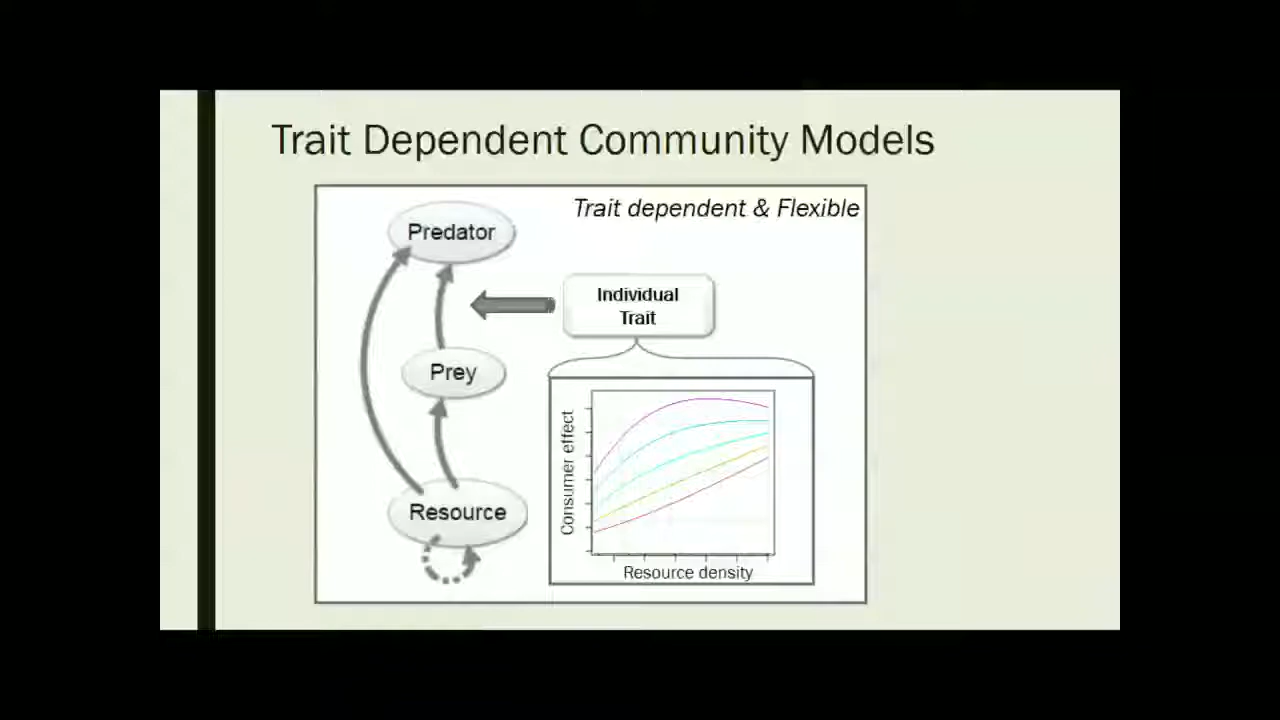 Trait Dependent Community Models
Trait dependent & Flexible
Predator
Individual
Trait
Prey
Consumer effect
Resource
Resource density